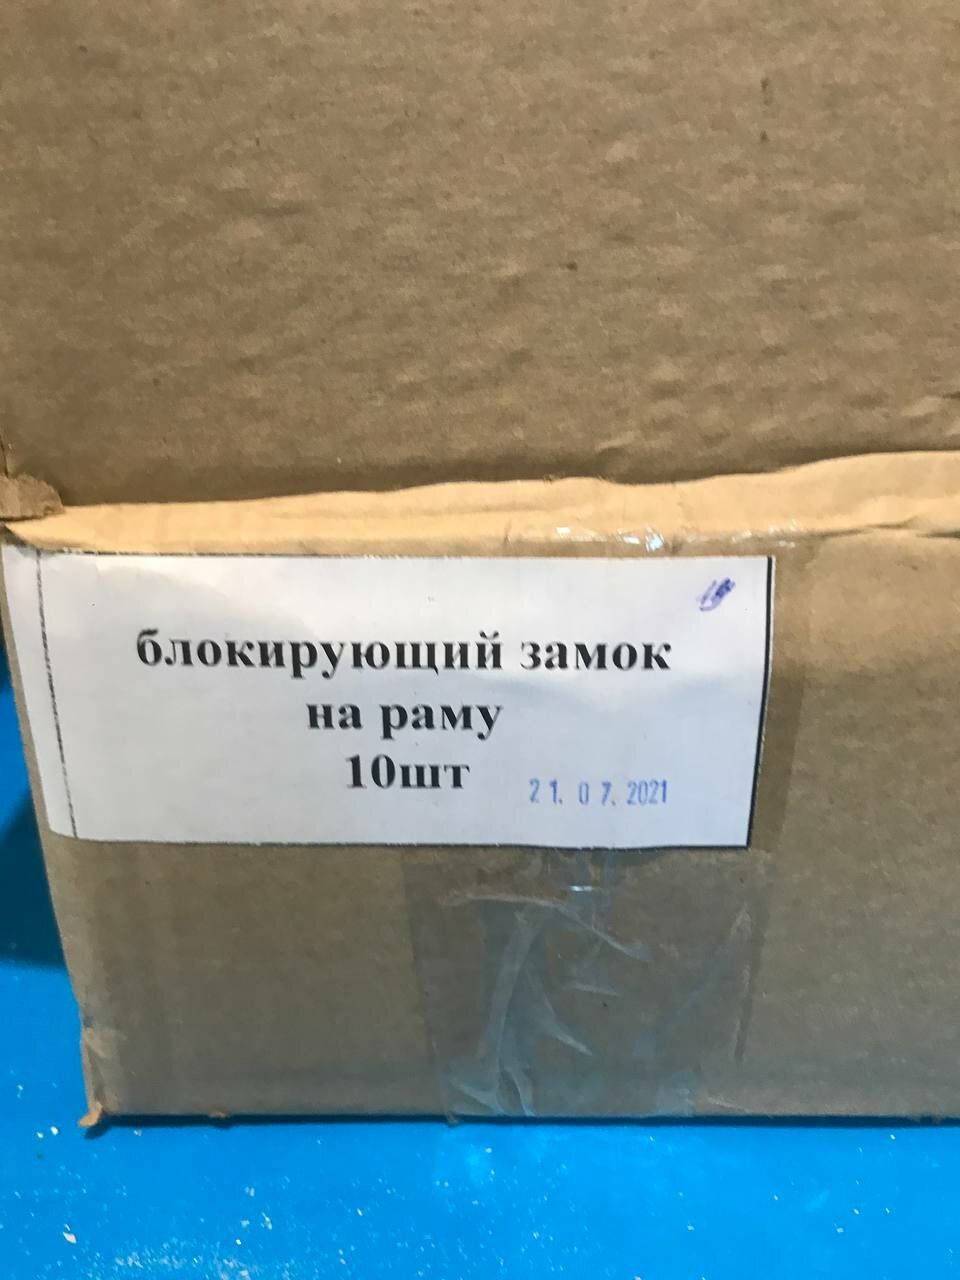 блокирующий замок
на раму
10шт
21. 07. 2021